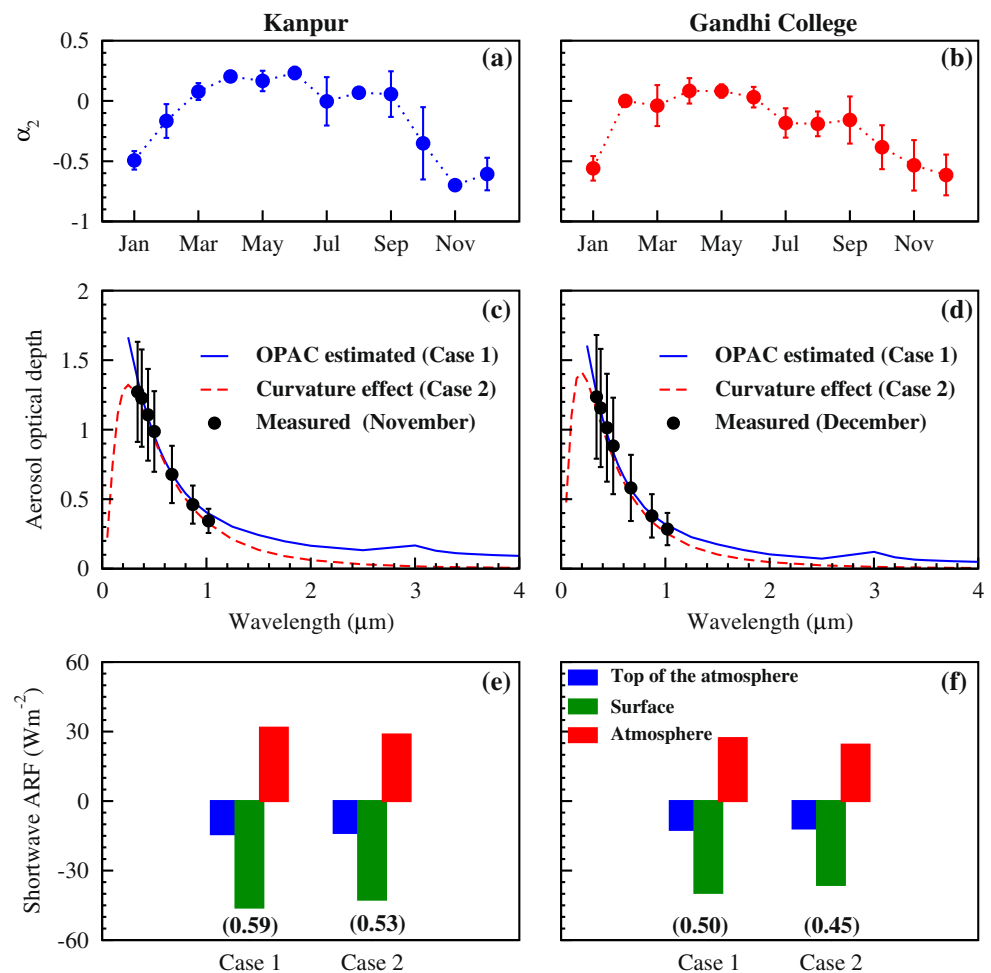 Kanpur
Gandhi College
(a)
(b)
0.5
0
-0.5
-1
α2
Jan Mar May Jul Sep Nov
Jan Mar May Jul Sep Nov
(c)
2
1.5
1
0.5
0
Aerosol optical depth
OPAC estimated (Case 1)
Curvature effect (Case 2)
Measured (November)
0 1 2 3 4
Wavelength (μm)
(d)
OPAC estimated (Case 1)
Curvature effect (Case 2)
Measured (December)
0 1 2 3 4
Wavelength (μm)
(e)
60
30
0
-30
-60
Shortwave ARF (Wm-2)
(0.59) (0.53)
Case 1 Case 2
(f)
Top of the atmosphere
Surface
Atmosphere
(0.50) (0.45)
Case 1 Case 2